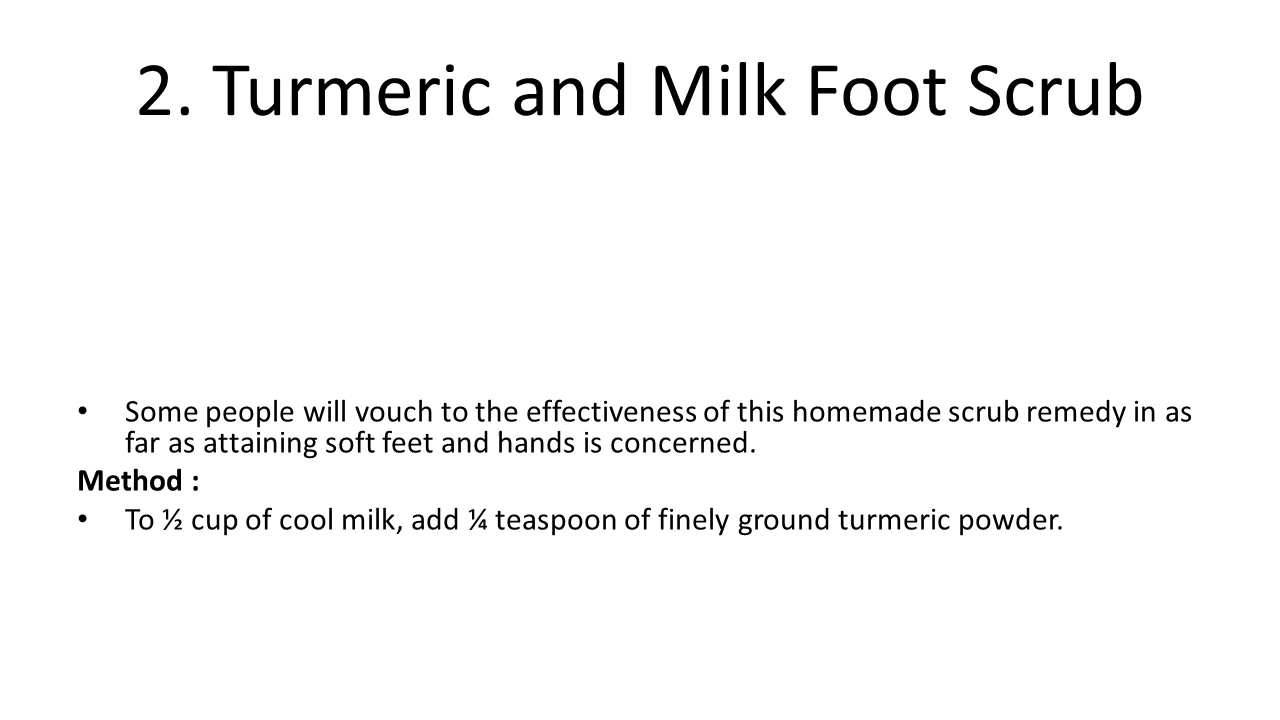 2. Turmeric and Milk Foot Scrub
• Some people will vouch to the effectiveness of this homemade scrub remedy in as
far as attaining soft feet and hands is concerned.
Method :
• To ½ cup of cool milk, add ¼ teaspoon of finely ground turmeric powder.